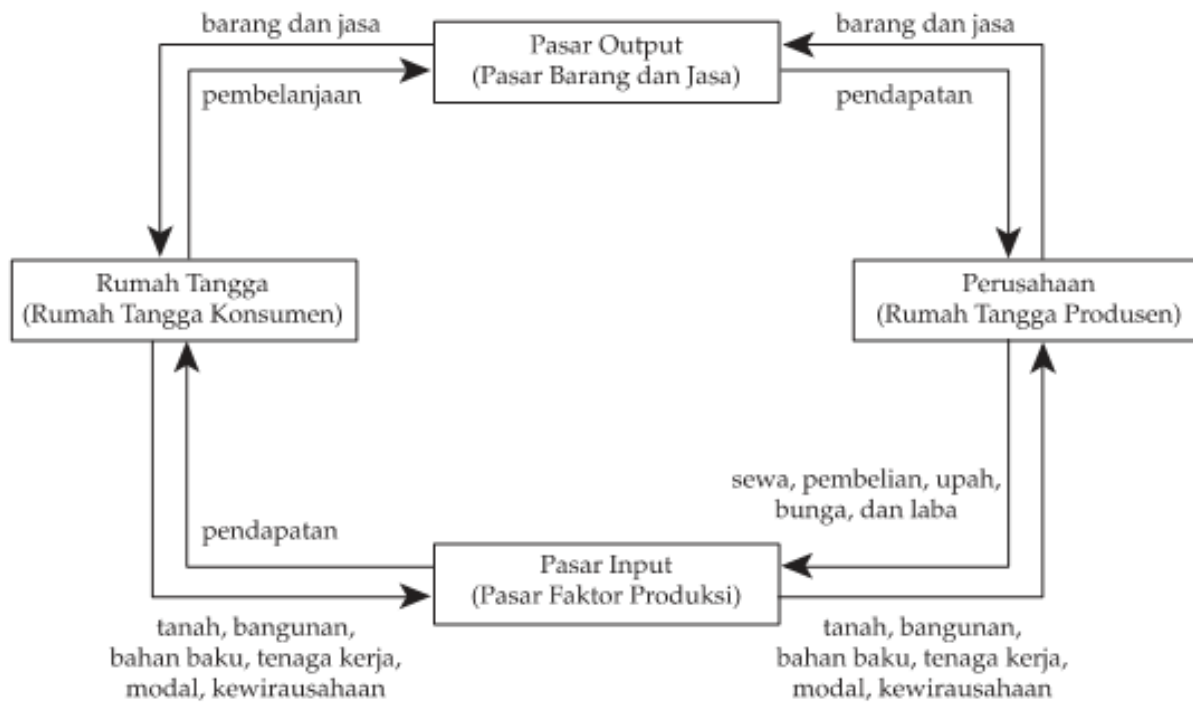 barang dan jasa
Pasar Output
(Pasar Barang dan Jasa)
barang dan jasa
pembelanjaan
pendapatan
Rumah Tangga
(Rumah Tangga Konsumen)
Perusahaan
(Rumah Tangga Produsen)
sewa, pembelian, upah,
bunga, dan laba
pendapatan
Pasar Input
(Pasar Faktor Produksi)
tanah, bangunan,
bahan baku, tenaga kerja,
modal, kewirausahaan
tanah, bangunan,
bahan baku, tenaga kerja,
modal, kewirausahaan